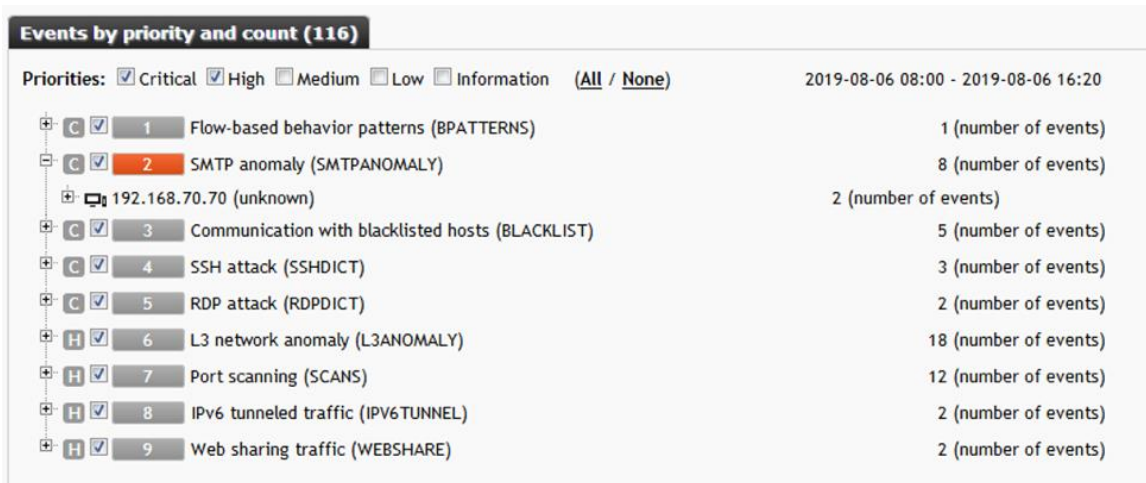 Events by priority and count (116)
Priorities: Critical High Medium Low Information (All / None) 2019-08-06 08:00 - 2019-08-06 16:20
C 1 Flow-based behavior patterns (BPATTERNS) 1 (number of events)
C 2 SMTP anomaly (SMTPANOMALY) 8 (number of events)
192.168.70.70 (unknown) 2 (number of events)
C 3 Communication with blacklisted hosts (BLACKLIST) 5 (number of events)
C 4 SSH attack (SSHDICT) 3 (number of events)
C 5 RDP attack (RDPDICT) 2 (number of events)
H 6 L3 network anomaly (L3ANOMALY) 18 (number of events)
H 7 Port scanning (SCANS) 12 (number of events)
H 8 IPv6 tunneled traffic (IPV6TUNNEL) 2 (number of events)
H 9 Web sharing traffic (WEBSHARE) 2 (number of events)